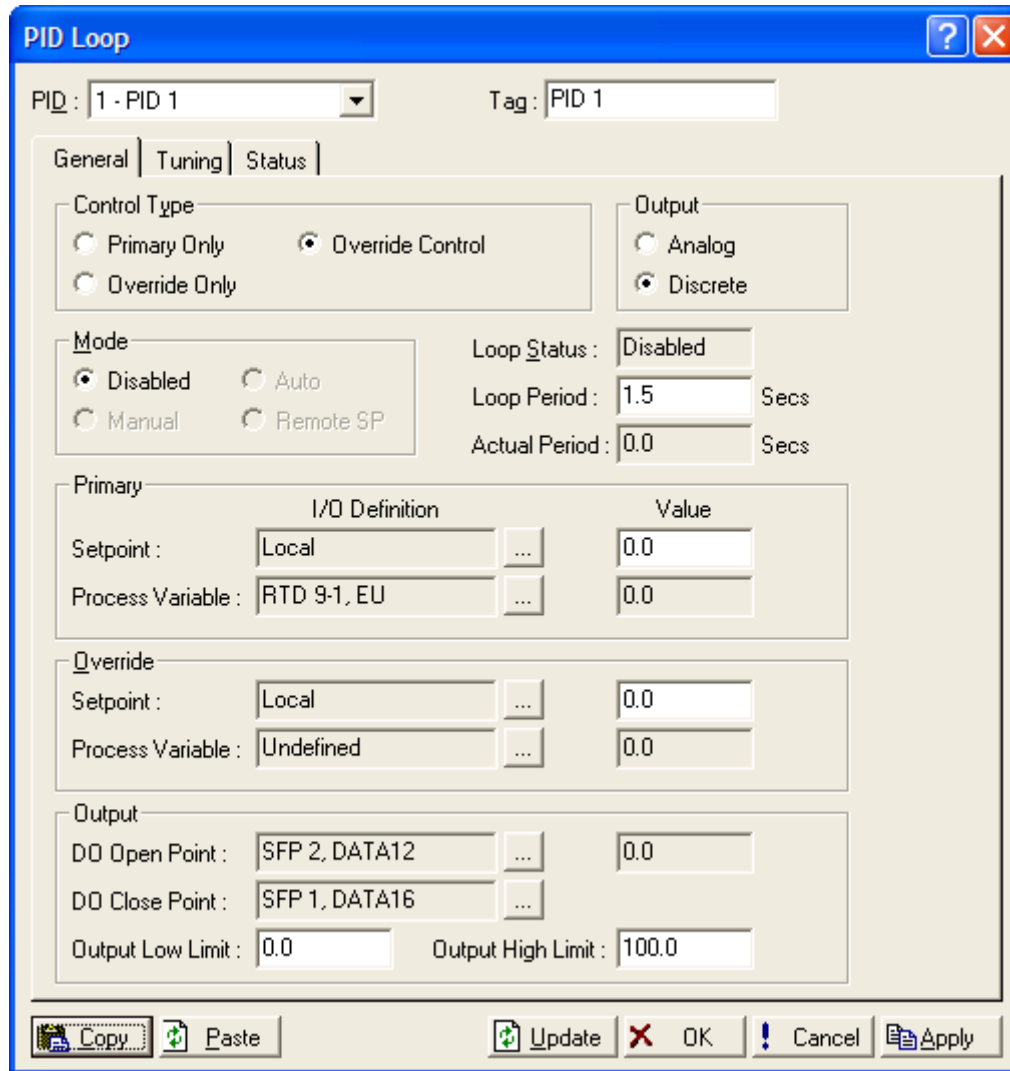 PID Loop
PID : 1 - PID 1 Tag : PID 1
General Tuning Status
Control Type Output
Primary Only Override Control Analog
Override Only Discrete
Mode Loop Status : Disabled
Disabled Auto Loop Period : 1.5 Secs
Manual Remote SP Actual Period : 0.0 Secs
Primary
I/O Definition Value
Setpoint : Local ... 0.0
Process Variable : RTD 9-1, EU ... 0.0
Override
Setpoint : Local ... 0.0
Process Variable : Undefined ... 0.0
Output
DO Open Point : SFP 2, DATA12 ... 0.0
DO Close Point : SFP 1, DATA16 ...
Output Low Limit : 0.0 Output High Limit : 100.0
Copy Paste Update OK Cancel Apply